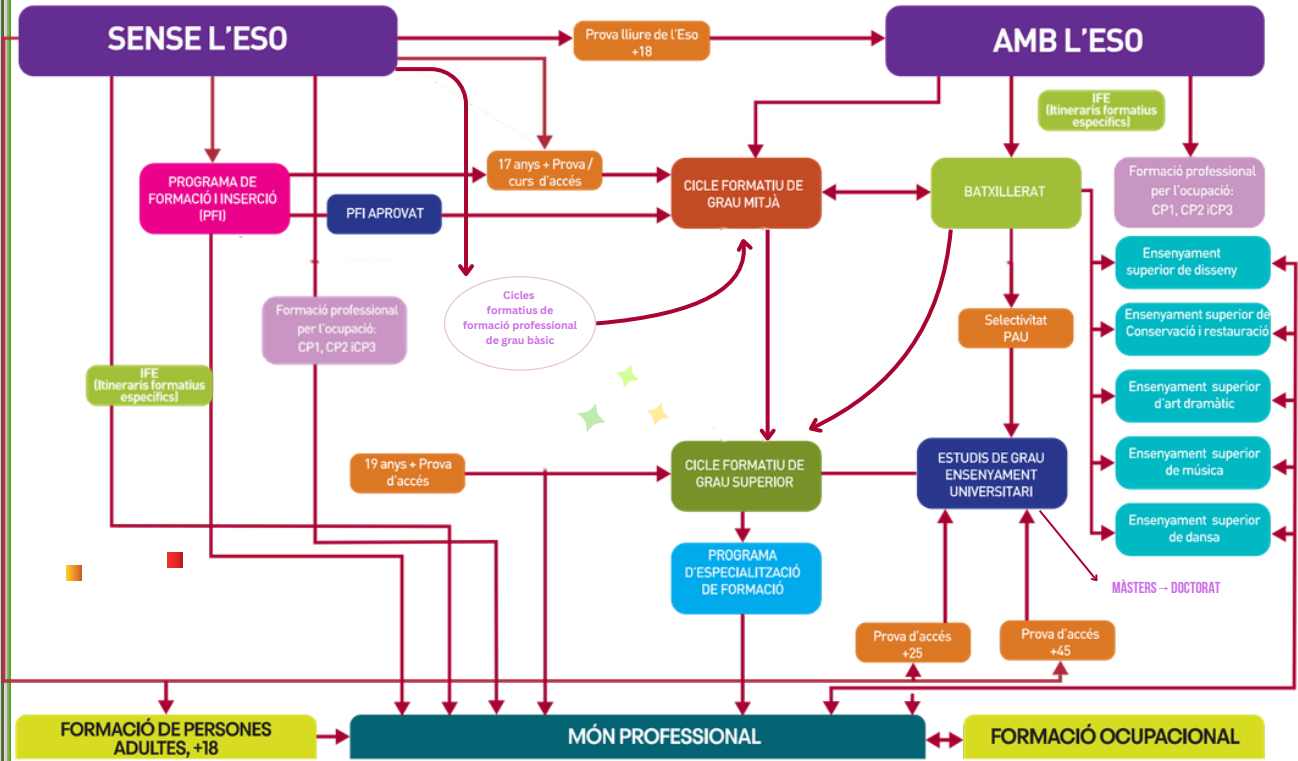 SENSE L'ESO
Prova lliure de l'Eso
+18
AMB L'ESO
IFE
(Itineraris formatius
específics)
17 anys + Prova /
curs d'accés
PROGRAMA DE
FORMACIÓ I INSERCIÓ
(PFI)
PFI APROVAT
CICLE FORMATIU DE
GRAU MITJÀ
BATXILLERAT
Formació professional
per l'ocupació:
CP1, CP2 iCP3
Ensenyament
superior de disseny
Formació professional
per l'ocupació:
CP1, CP2 iCP3
Cicles
formatius de
formació professional
de grau bàsic
Selectivitat
PAU
Ensenyament superior de
Conservació i restauració
IFE
(Itineraris formatius
específics)
Ensenyament superior
d'art dramàtic
19 anys + Prova
d'accés
CICLE FORMATIU DE
GRAU SUPERIOR
ESTUDIS DE GRAU
ENSENYAMENT
UNIVERSITARI
Ensenyament superior
de música
Ensenyament superior
de dansa
PROGRAMA
D'ESPECIALITZACIÓ
DE FORMACIÓ
MÀSTERS → DOCTORAT
Prova d'accés
+25
Prova d'accés
+45
FORMACIÓ DE PERSONES
ADULTES, +18
MÓN PROFESSIONAL
FORMACIÓ OCUPACIONAL